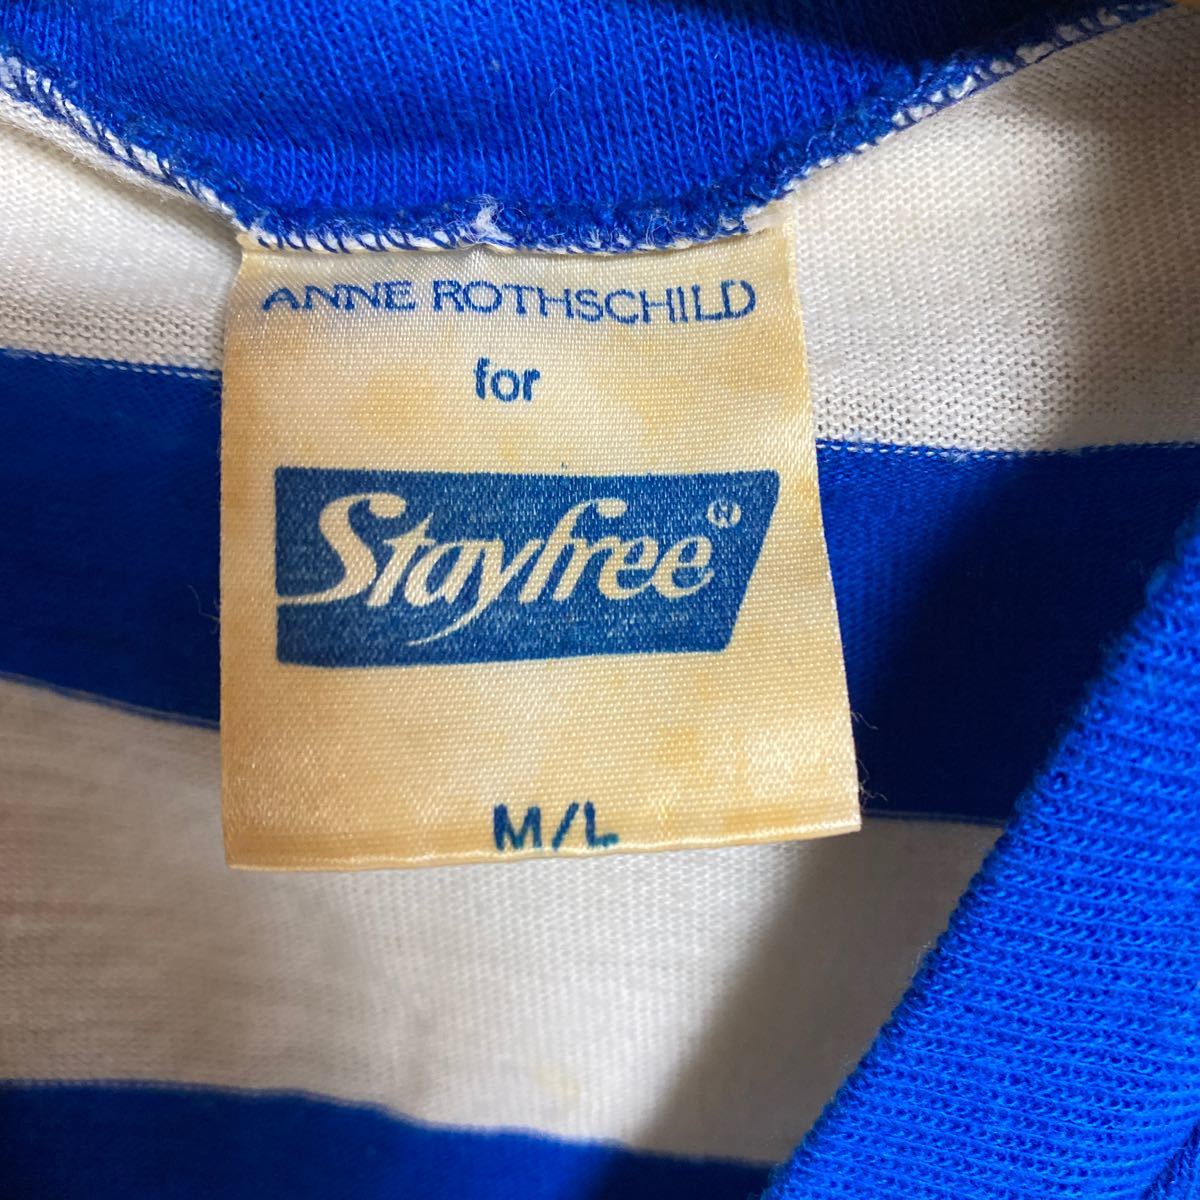 ANNE ROTHSCHILD
for
Stayfree®
M/L